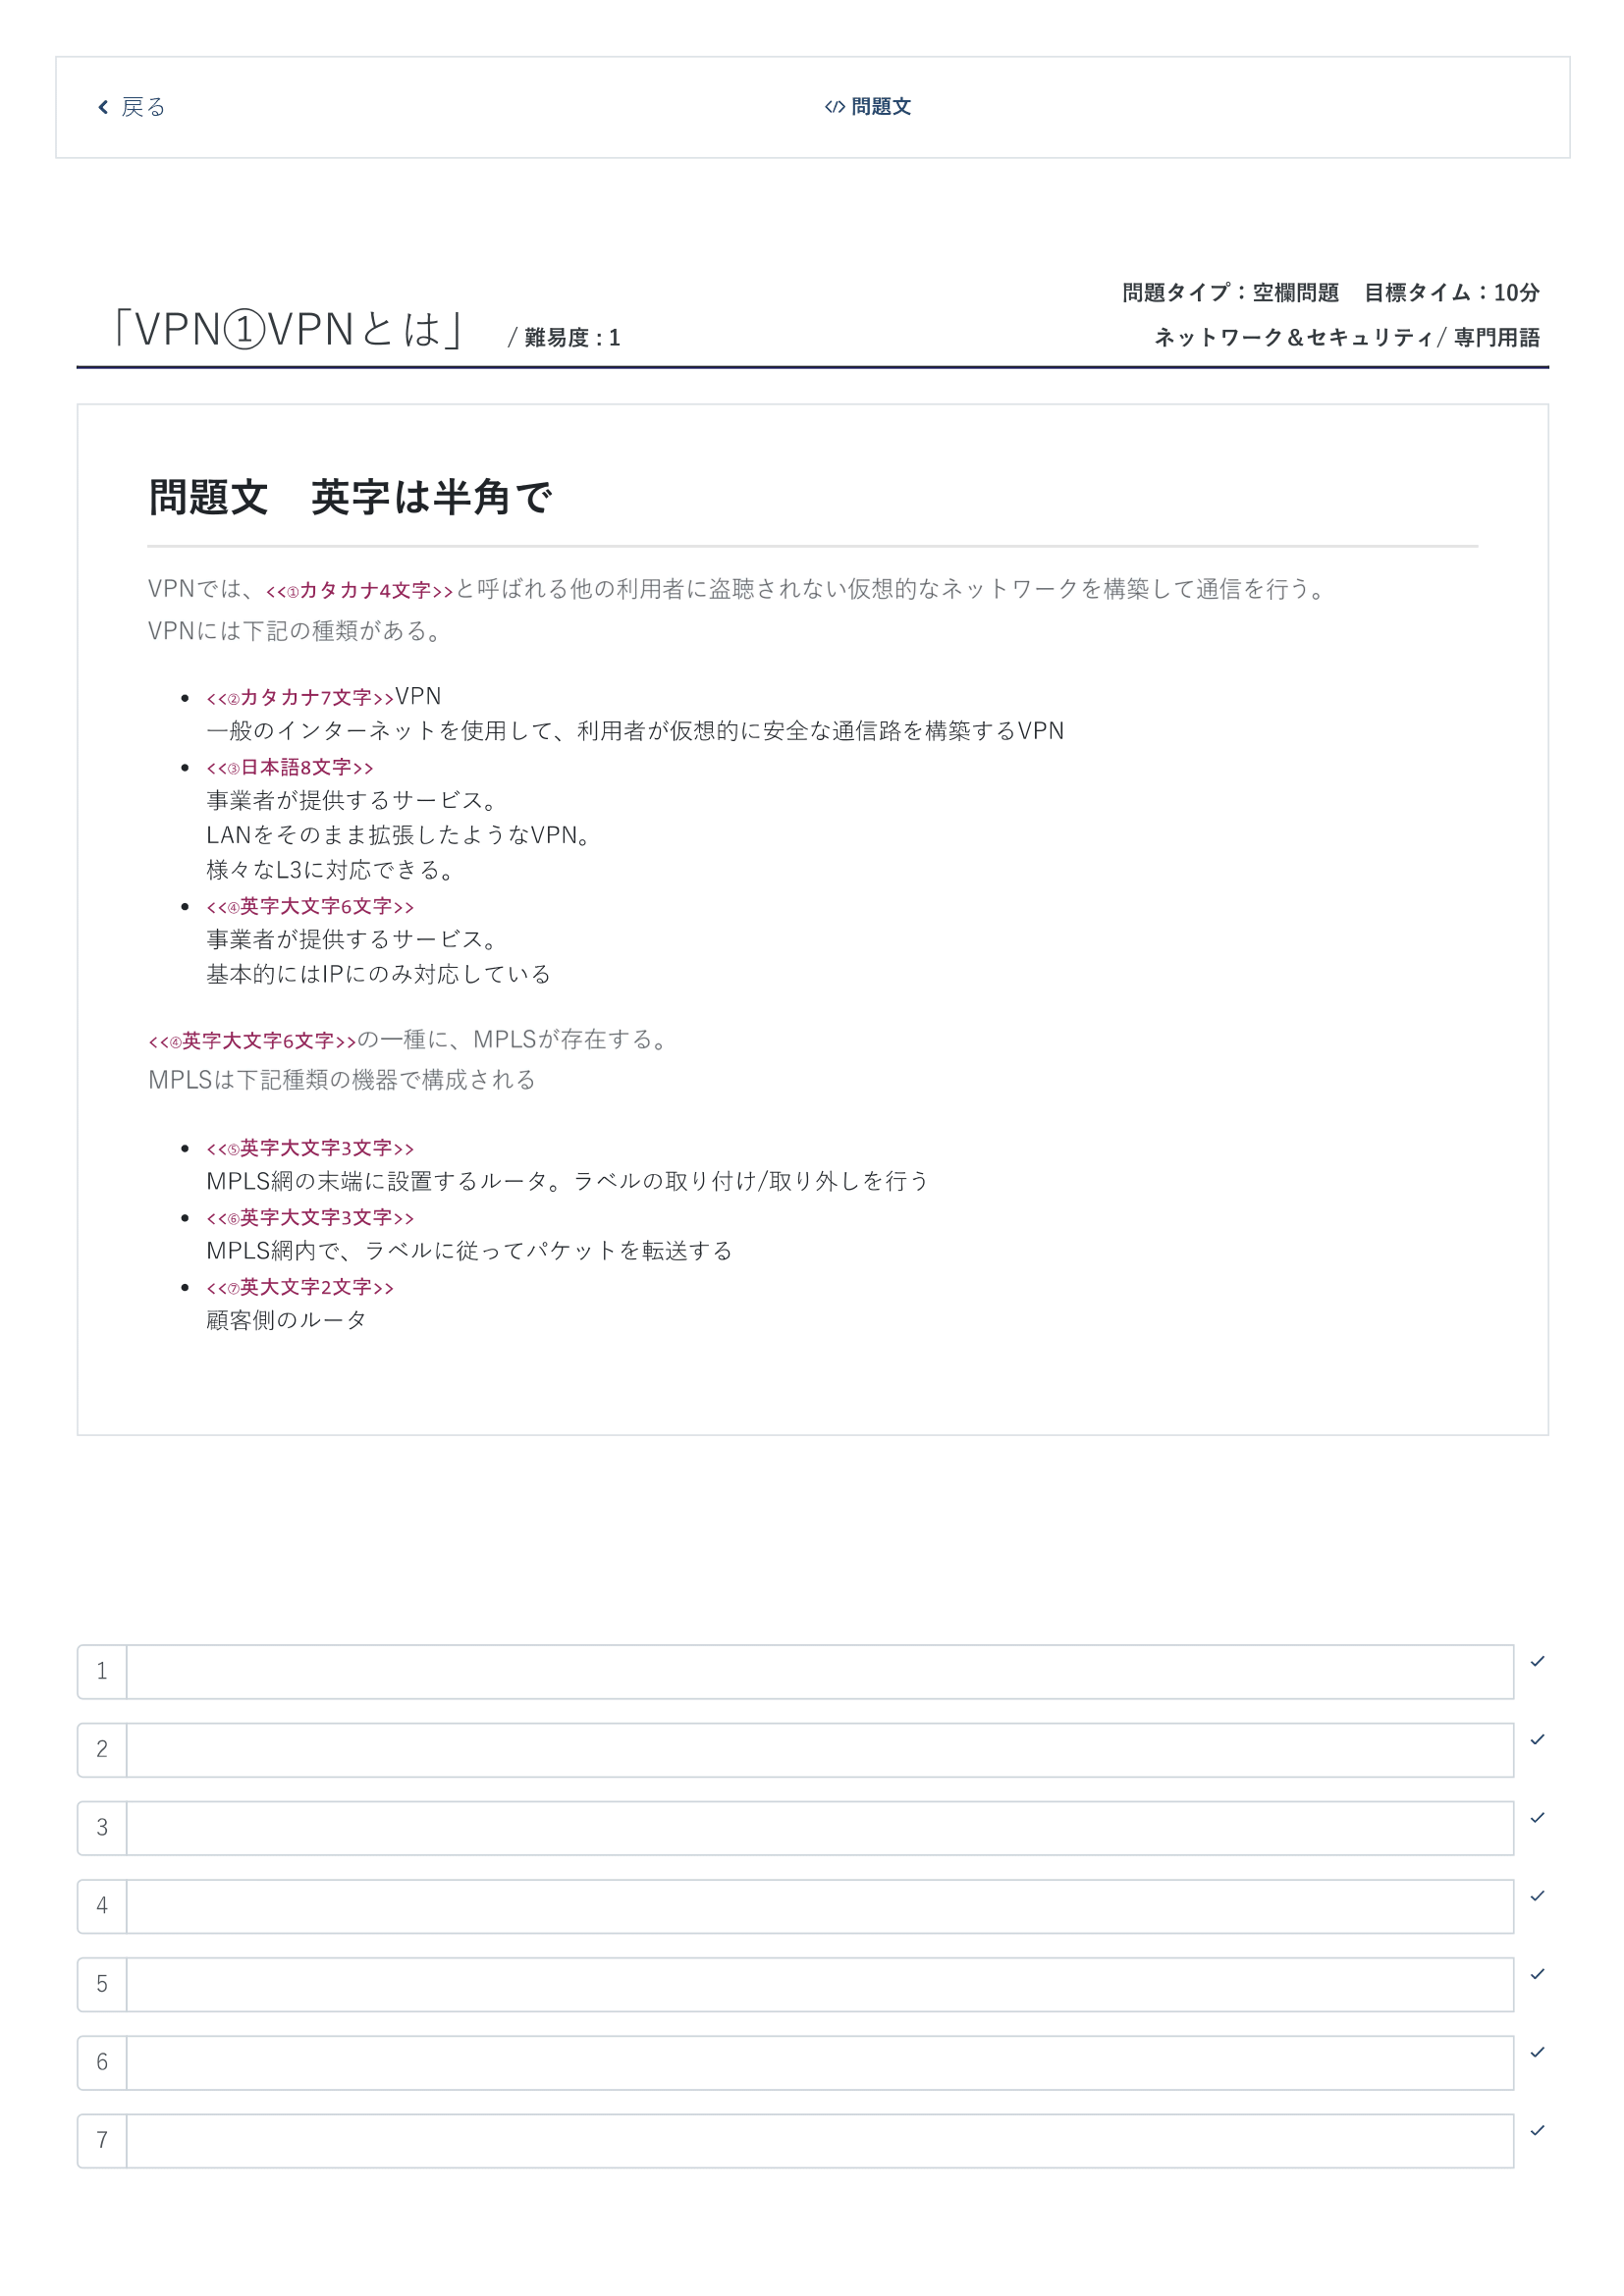 戻る
問題文
問題タイプ：空欄問題　目標タイム：10分
「VPN①VPNとは」 / 難易度 : 1
ネットワーク＆セキュリティ/ 専門用語
問題文　英字は半角で
VPNでは、<<①カタカナ4文字>>と呼ばれる他の利用者に盗聴されない仮想的なネットワークを構築して通信を行う。
VPNには下記の種類がある。
<<②カタカナ7文字>>VPN
一般のインターネットを使用して、利用者が仮想的に安全な通信路を構築するVPN
<<③日本語8文字>>
事業者が提供するサービス。
LANをそのまま拡張したようなVPN。
様々なL3に対応できる。
<<④英字大文字6文字>>
事業者が提供するサービス。
基本的にはIPにのみ対応している
<<④英字大文字6文字>>の一種に、MPLSが存在する。
MPLSは下記種類の機器で構成される
<<⑤英字大文字3文字>>
MPLS網の末端に設置するルータ。ラベルの取り付け/取り外しを行う
<<⑥英字大文字3文字>>
MPLS網内で、ラベルに従ってパケットを転送する
<<⑦英大文字2文字>>
顧客側のルータ
1
2
3
4
5
6
7